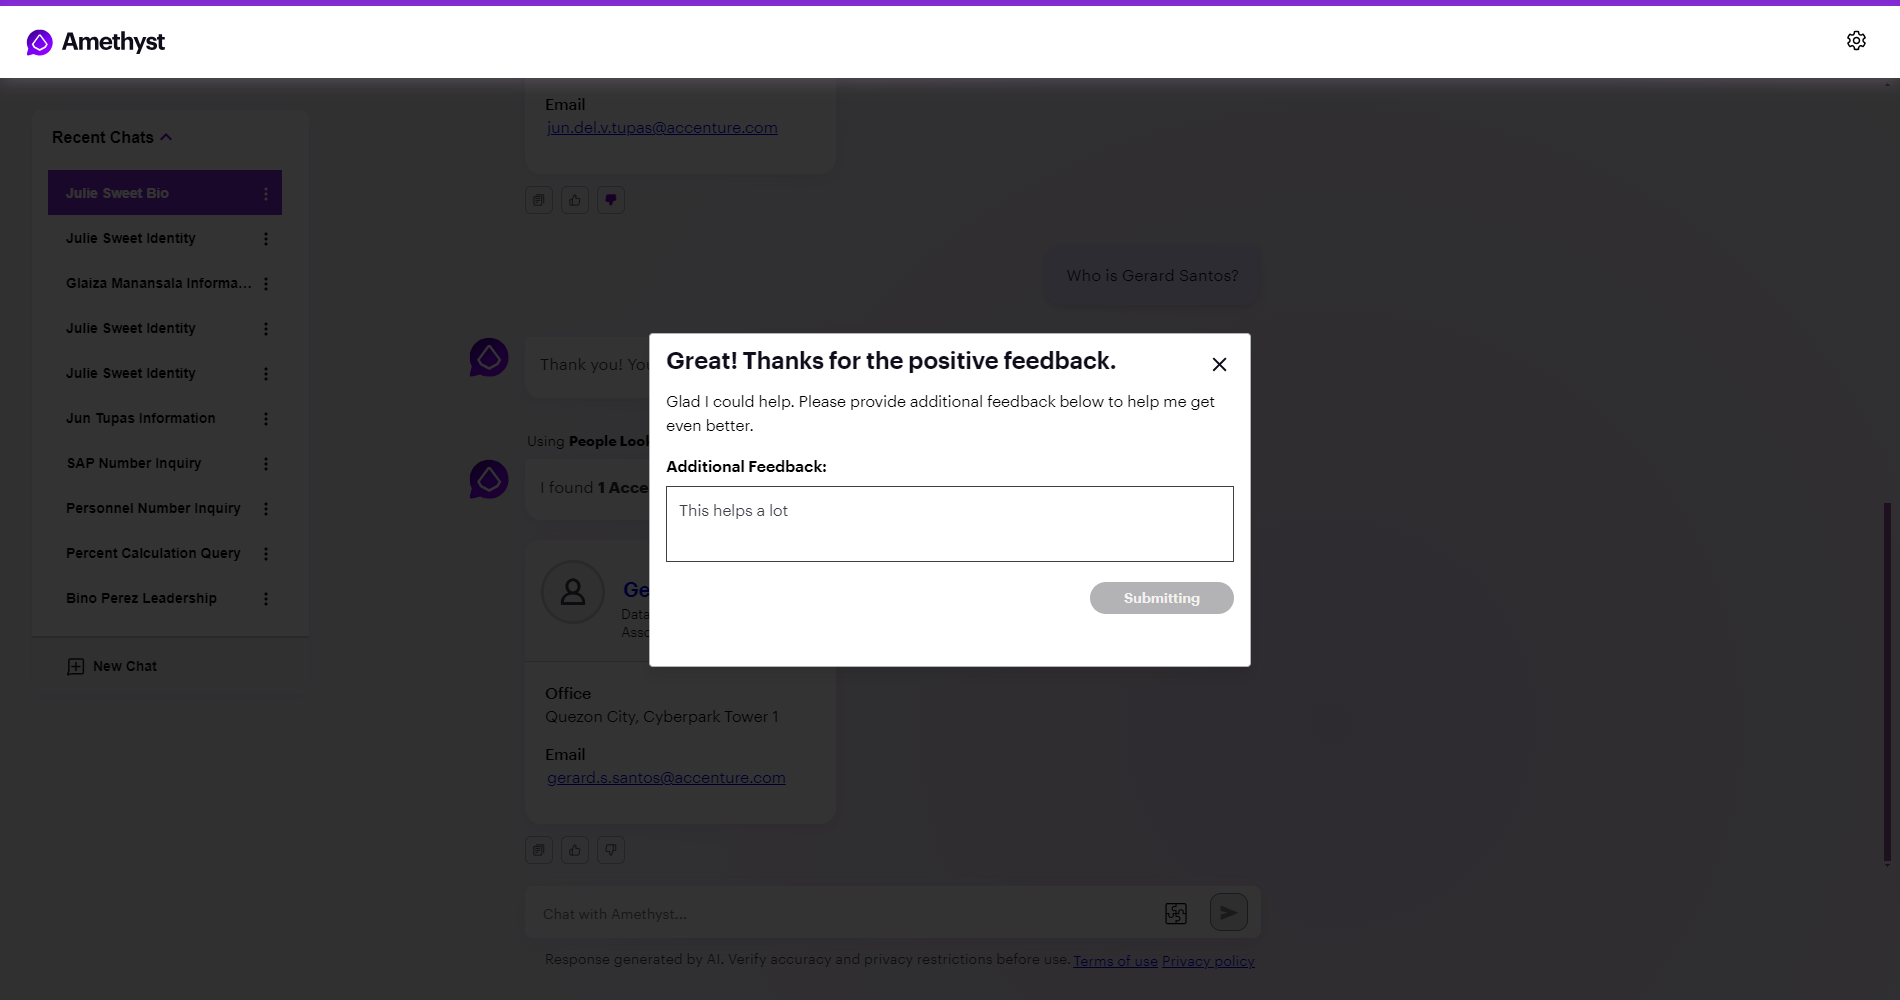 Amethyst
Recent Chats
Julie Sweet Bio
Julie Sweet Identity
Glaiza Manansala Informa...
Julie Sweet Identity
Julie Sweet Identity
Jun Tupas Information
SAP Number Inquiry
Personnel Number Inquiry
Percent Calculation Query
Bino Perez Leadership
New Chat
Email
jun.del.v.tupas@accenture.com
Who is Gerard Santos?
Thank you! You
Using People Look
I found 1 Acce
Ge
Data
Asso
Office
Quezon City, Cyberpark Tower 1
Email
gerard.s.santos@accenture.com
Great! Thanks for the positive feedback.
Glad I could help. Please provide additional feedback below to help me get
even better.
Additional Feedback:
This helps a lot
Submitting
Chat with Amethyst...
Response generated by AI. Verify accuracy and privacy restrictions before use. Terms of use Privacy policy